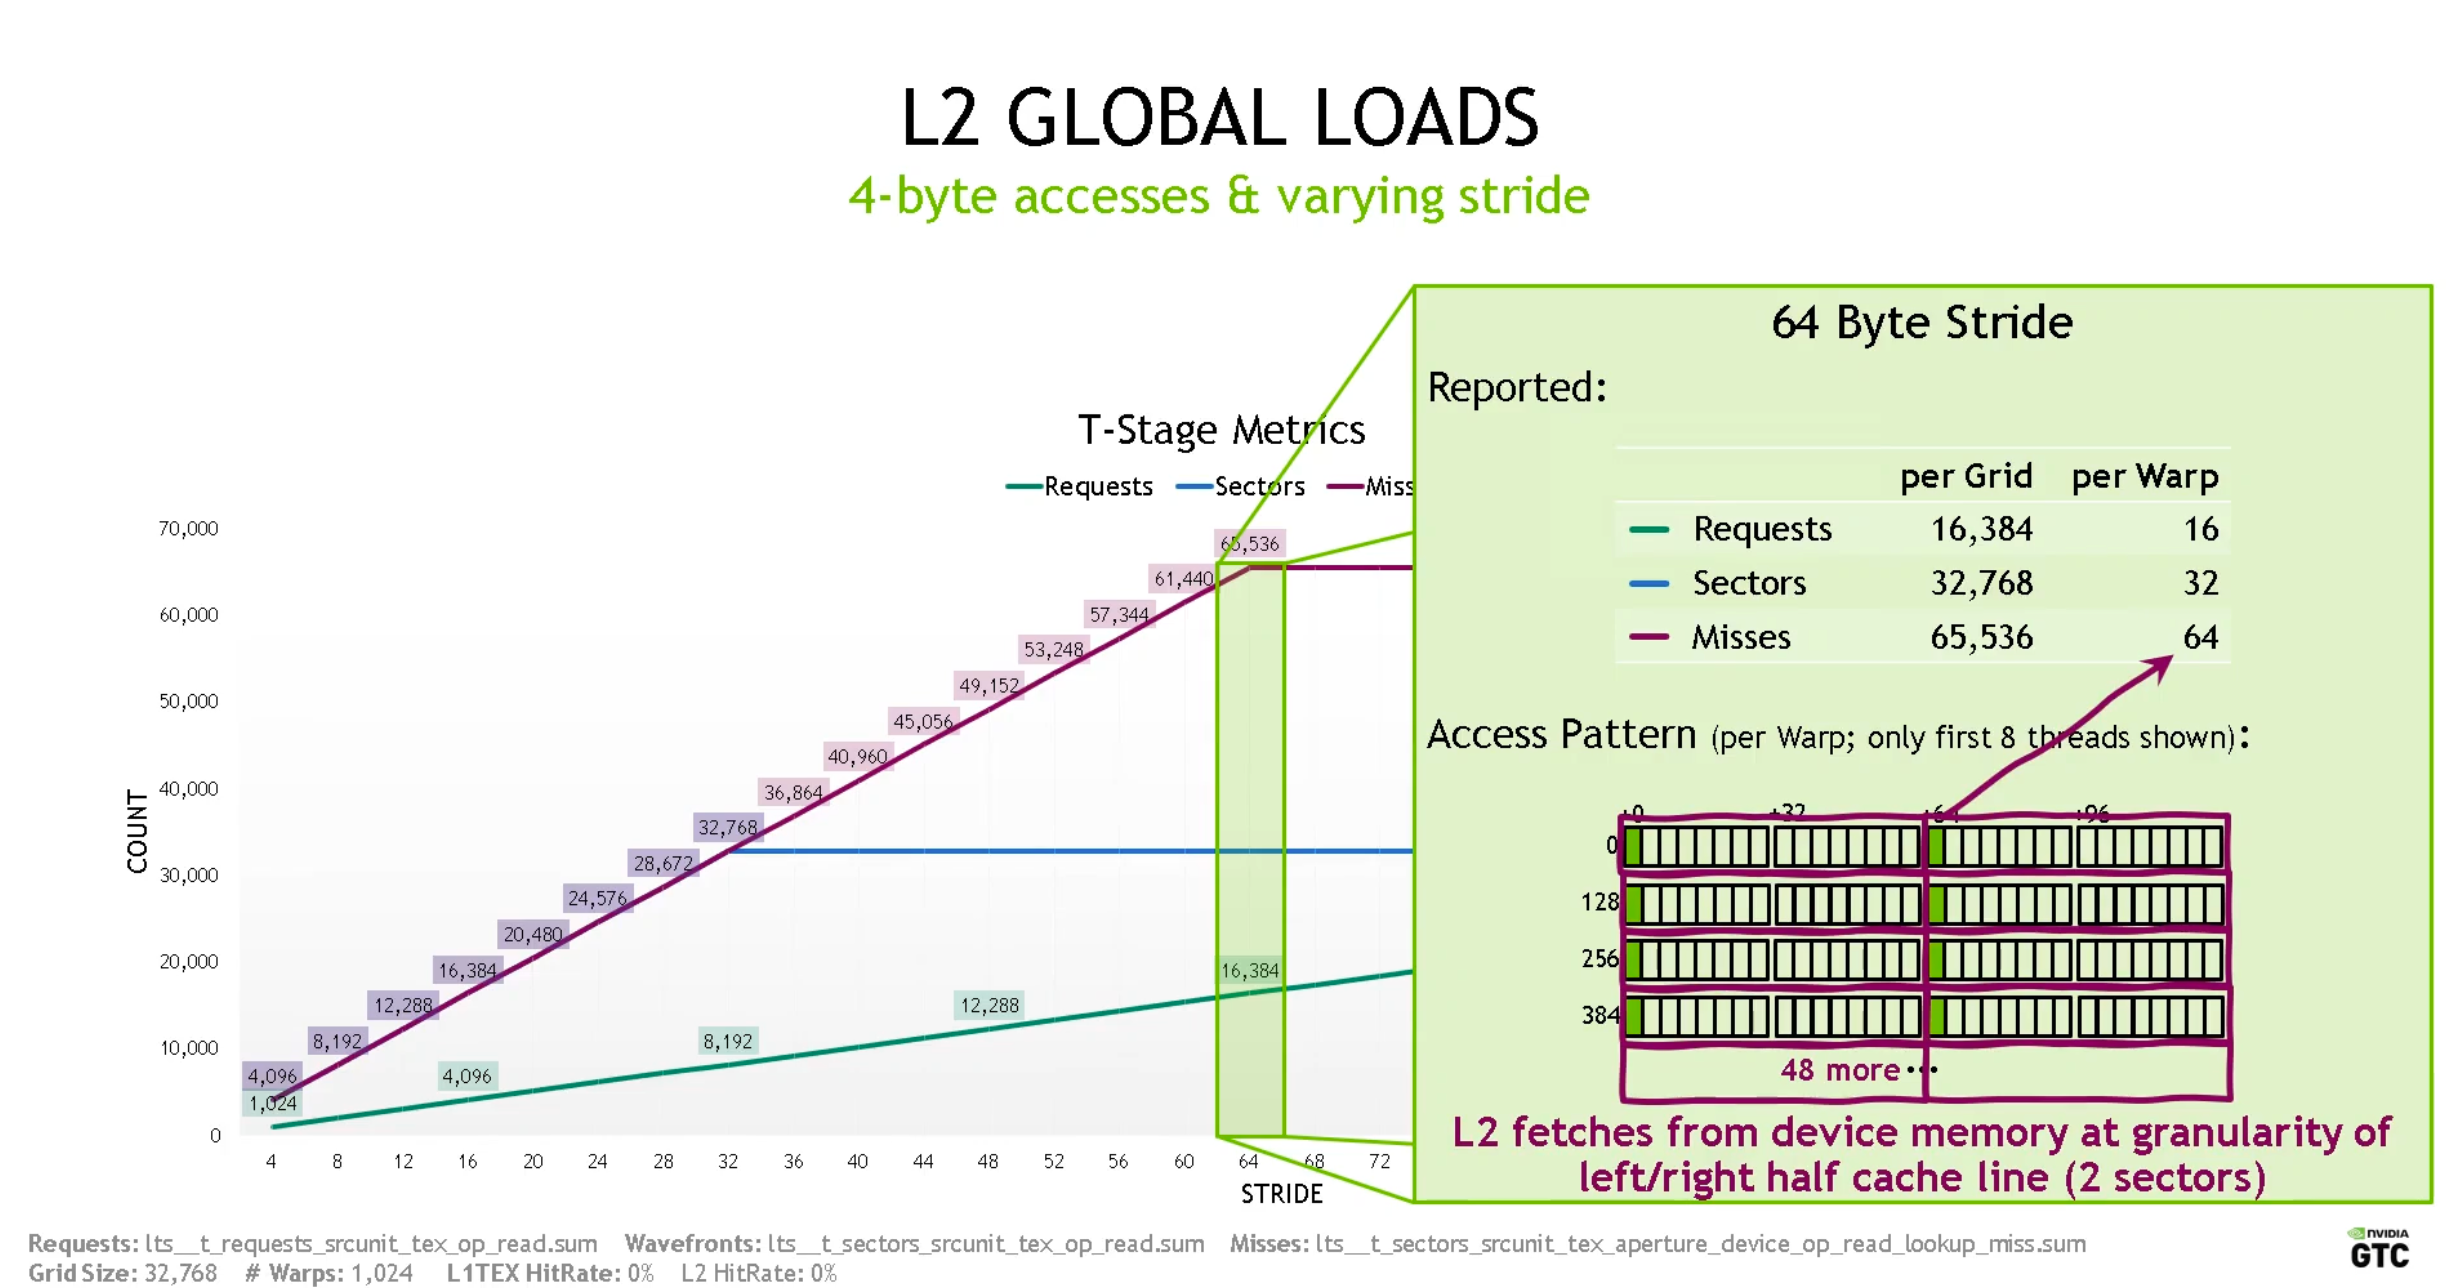 L2 GLOBAL LOADS
4-byte accesses & varying stride
T-Stage Metrics
Requests Sectors Miss
COUNT
70,000
60,000
50,000
40,000
30,000
20,000
10,000
0
65,536
61,440
57,344
53,248
49,152
45,056
40,960
36,864
32,768
28,672
24,576
20,480
16,384
12,288
8,192
4,096
1,024
4,096
8,192
12,288
16,384
4 8 12 16 20 24 28 32 36 40 44 48 52 56 60 64 68 72
STRIDE
64 Byte Stride
Reported:
per Grid per Warp
Requests 16,384 16
Sectors 32,768 32
Misses 65,536 64
Access Pattern (per Warp; only first 8 threads shown):
+0 +32 +64 +96
0
128
256
384
48 more...
L2 fetches from device memory at granularity of
left/right half cache line (2 sectors)
Requests: lts__t_requests_srcunit_tex_op_read.sum Wavefronts: lts__t_sectors_srcunit_tex_op_read.sum Misses: lts__t_sectors_srcunit_tex_aperture_device_op_read_lookup_miss.sum
Grid Size: 32,768 # Warps: 1,024 L1TEX HitRate: 0% L2 HitRate: 0%
NVIDIA
GTC